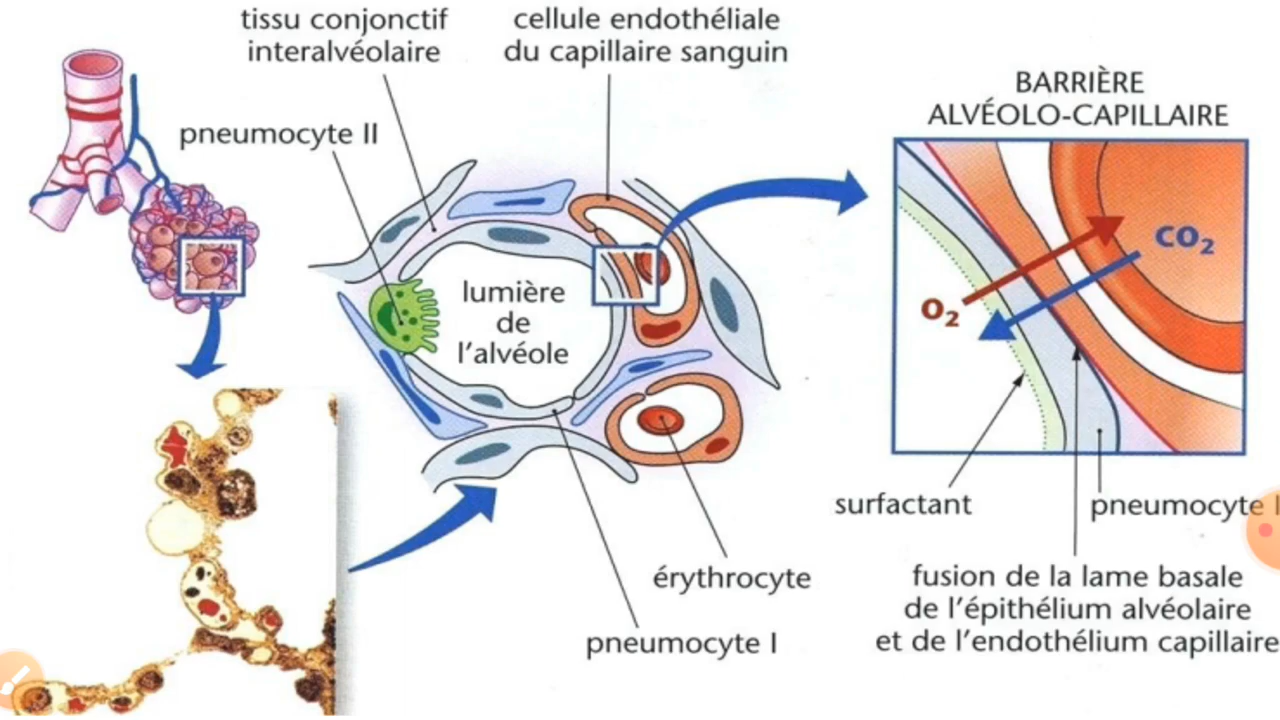 tissu conjonctif
interalvéolaire
cellule endothéliale
du capillaire sanguin
pneumocyte II
BARRIÈRE
ALVÉOLO-CAPILLAIRE
lumière
de
l'alvéole
CO2
O2
surfactant
pneumocyte I
érythrocyte
pneumocyte I
fusion de la lame basale
de l'épithélium alvéolaire
et de l'endothélium capillaire